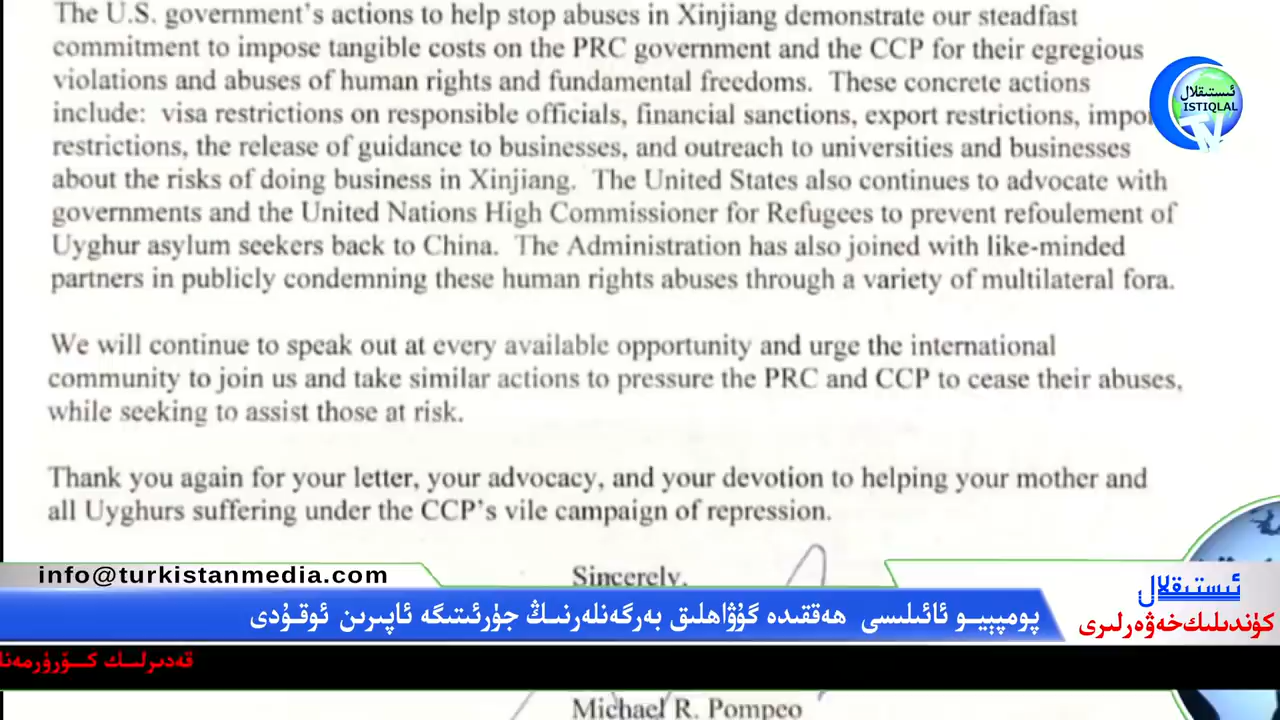 The U.S. government's actions to help stop abuses in Xinjiang demonstrate our steadfast
commitment to impose tangible costs on the PRC government and the CCP for their egregious
violations and abuses of human rights and fundamental freedoms. These concrete actions
include: visa restrictions on responsible officials, financial sanctions, export restrictions, impor
restrictions, the release of guidance to businesses, and outreach to universities and businesses
about the risks of doing business in Xinjiang. The United States also continues to advocate with
governments and the United Nations High Commissioner for Refugees to prevent refoulement of
Uyghur asylum seekers back to China. The Administration has also joined with like-minded
partners in publicly condemning these human rights abuses through a variety of multilateral fora.
We will continue to speak out at every available opportunity and urge the international
community to join us and take similar actions to pressure the PRC and CCP to cease their abuses,
while seeking to assist those at risk.
Thank you again for your letter, your advocacy, and your devotion to helping your mother and
all Uyghurs suffering under the CCP's vile campaign of repression.
Sincerely,
ئىستىقلال
ISTIQLAL
TV
info@turkistanmedia.com
پومپېيـو ئائىلىسى ھەققىدە گۇۋاھلىق بەرگەنلەرنىڭ جۈرئىتىگە ئاپىرىن ئوقـۇدى
ئىستىقلال
كۈندىلىك خەۋەرلىرى
قەدىرلىك كـۆرۈرمەنلـ
Michael R. Pompeo